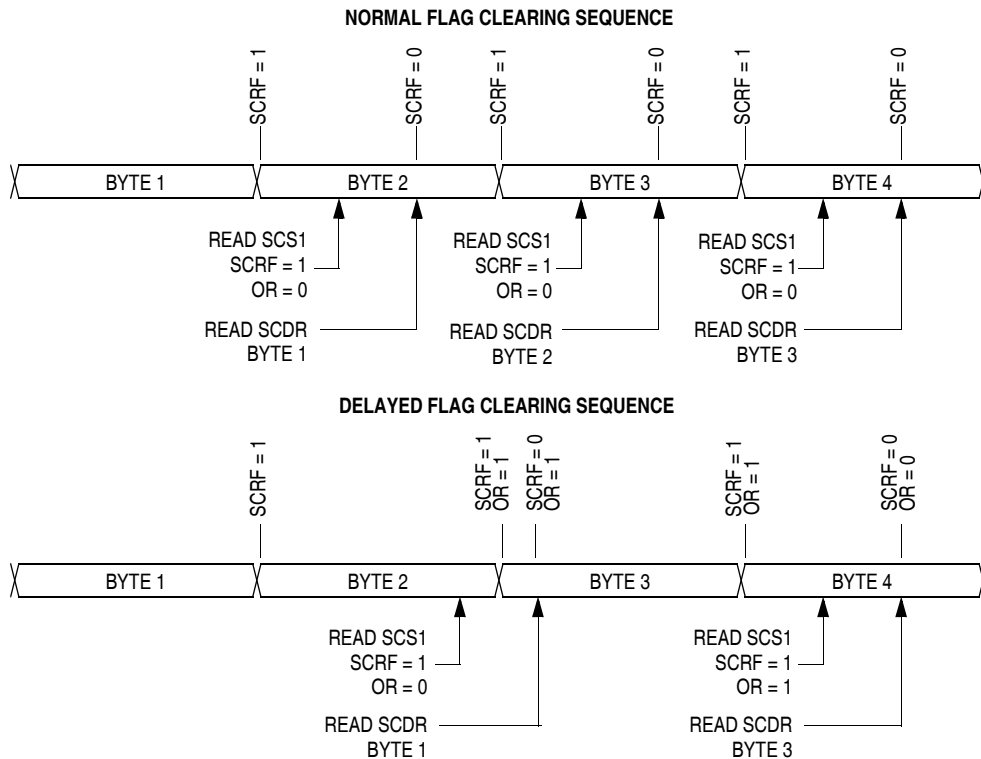 NORMAL FLAG CLEARING SEQUENCE
SCRF = 1
SCRF = 0
SCRF = 1
SCRF = 0
SCRF = 1
SCRF = 0
BYTE 1
BYTE 2
BYTE 3
BYTE 4
READ SCS1
SCRF = 1
OR = 0
READ SCDR
BYTE 1
READ SCS1
SCRF = 1
OR = 0
READ SCDR
BYTE 2
READ SCS1
SCRF = 1
OR = 0
READ SCDR
BYTE 3
DELAYED FLAG CLEARING SEQUENCE
SCRF = 1
SCRF = 1
OR = 1
SCRF = 0
OR = 1
SCRF = 1
OR = 1
SCRF = 0
OR = 0
BYTE 1
BYTE 2
BYTE 3
BYTE 4
READ SCS1
SCRF = 1
OR = 0
READ SCDR
BYTE 1
READ SCS1
SCRF = 1
OR = 1
READ SCDR
BYTE 3